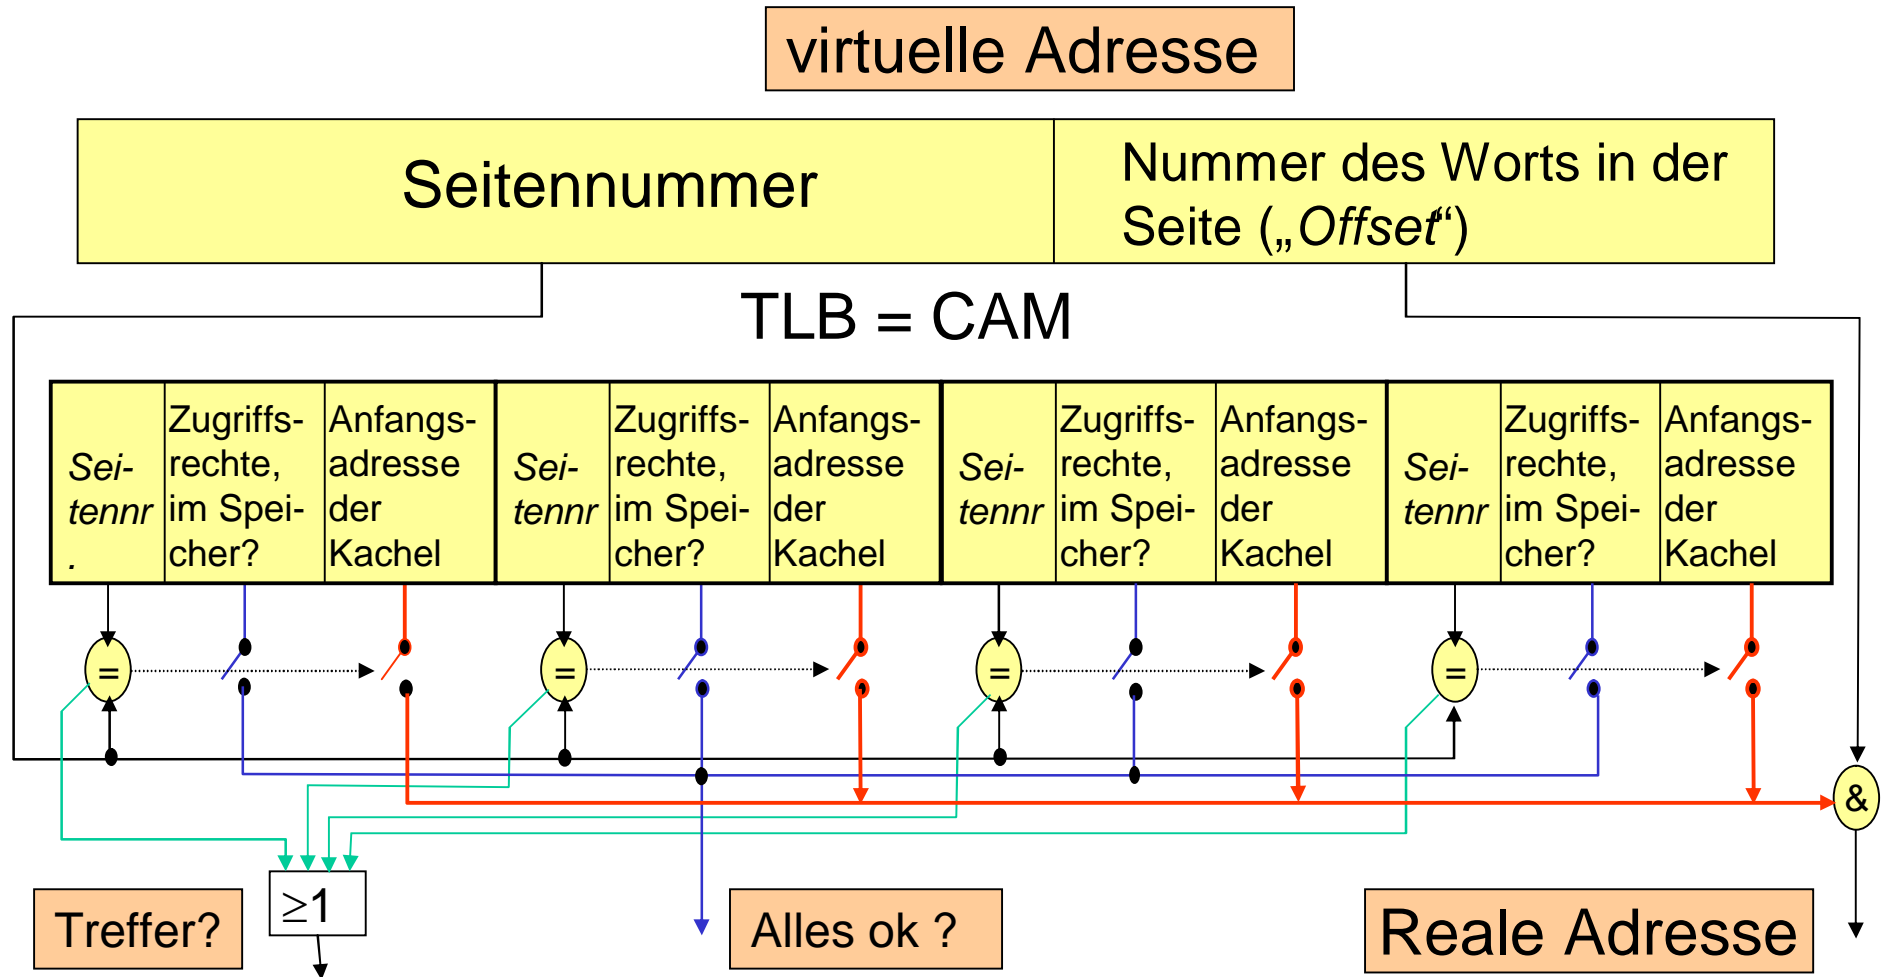 virtuelle Adresse
Seitennummer
Nummer des Worts in der
Seite („Offset“)
TLB = CAM
Sei-
tennr
.
Zugriffs-
rechte,
im Spei-
cher?
Anfangs-
adresse
der
Kachel
Sei-
tennr
Zugriffs-
rechte,
im Spei-
cher?
Anfangs-
adresse
der
Kachel
Sei-
tennr
Zugriffs-
rechte,
im Spei-
cher?
Anfangs-
adresse
der
Kachel
Sei-
tennr
Zugriffs-
rechte,
im Spei-
cher?
Anfangs-
adresse
der
Kachel
=
=
=
=
&
≥1
Treffer?
Alles ok ?
Reale Adresse